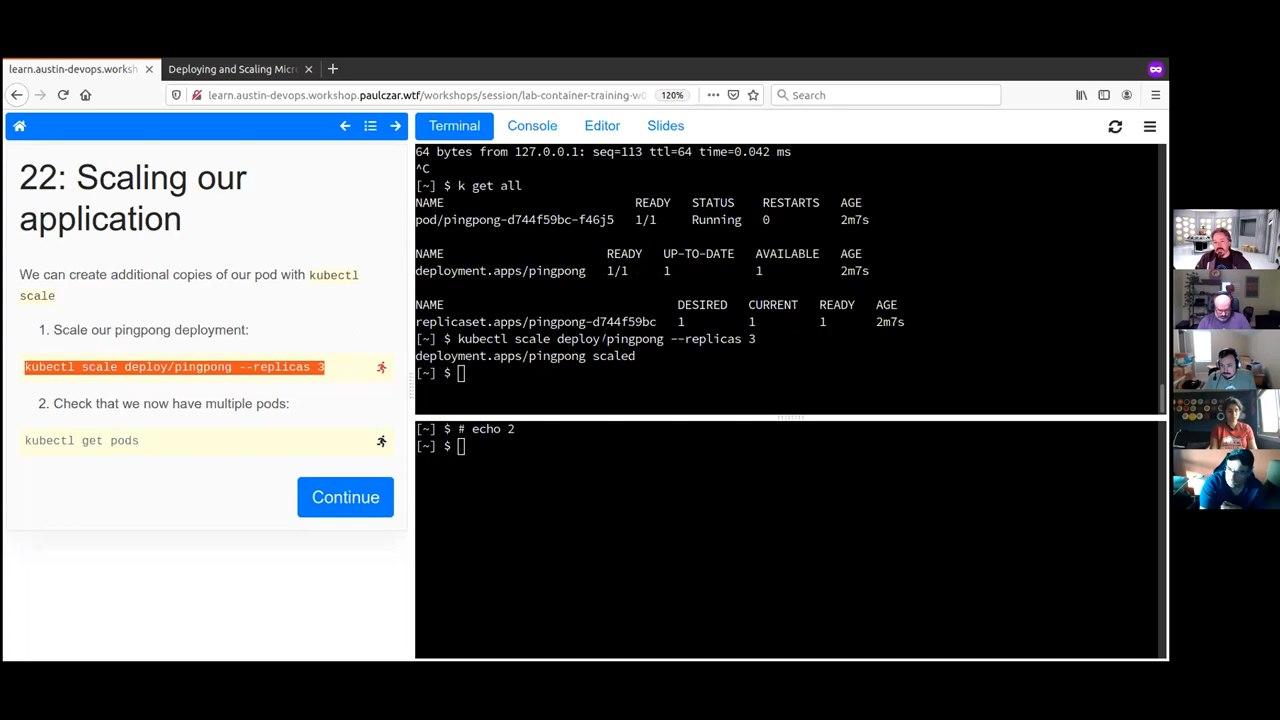 learn.austin-devops.worksh
Deploying and Scaling Micr
learn.austin-devops.workshop.paulczar.wtf/workshops/session/lab-container-training-w
120%
Search
22: Scaling our
application
We can create additional copies of our pod with kubectl
scale
1. Scale our pingpong deployment:
kubectl scale deploy/pingpong --replicas 3
2. Check that we now have multiple pods:
kubectl get pods
Continue
Terminal Console Editor Slides
64 bytes from 127.0.0.1: seq=113 ttl=64 time=0.042 ms
^C
[~] $ k get all
NAME READY STATUS RESTARTS AGE
pod/pingpong-d744f59bc-f46j5 1/1 Running 0 2m7s
NAME READY UP-TO-DATE AVAILABLE AGE
deployment.apps/pingpong 1/1 1 1 2m7s
NAME DESIRED CURRENT READY AGE
replicaset.apps/pingpong-d744f59bc 1 1 1 2m7s
[~] $ kubectl scale deploy/pingpong --replicas 3
deployment.apps/pingpong scaled
[~] $
[~] $ # echo 2
[~] $